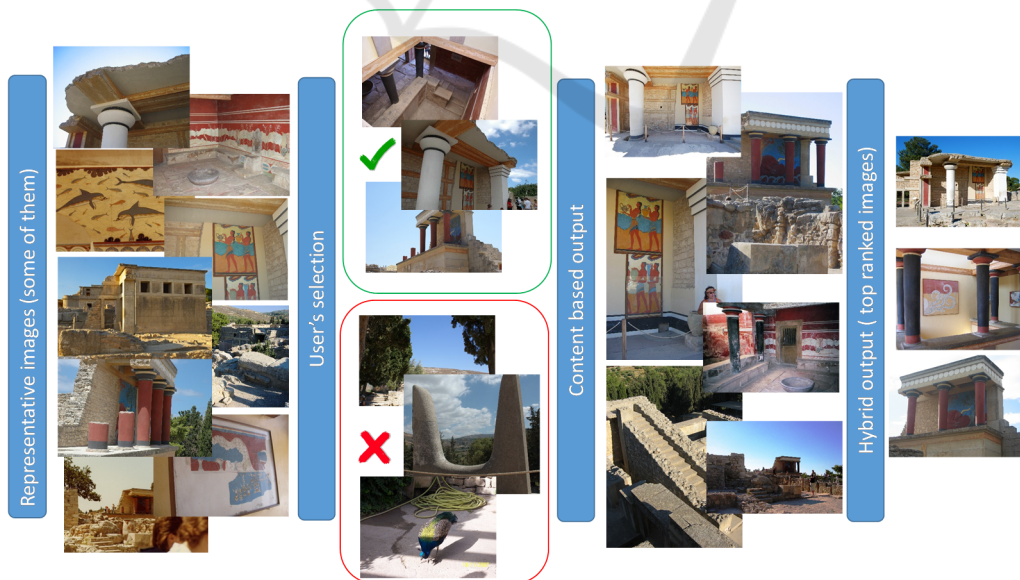 Representative images (some of them)
User's selection
Content based output
Hybrid output ( top ranked images)